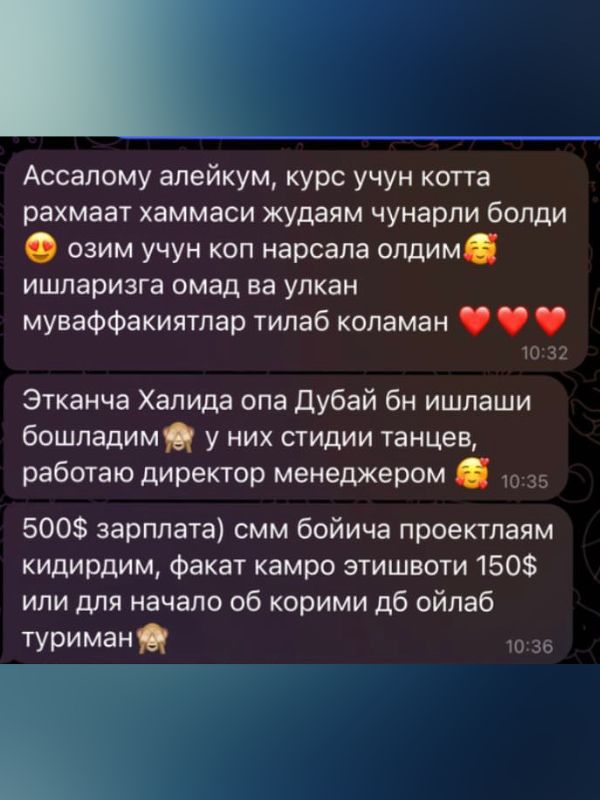 Ассалому алейкум, курс учун котта
рахмаат хаммаси жудаям чунарли болди
😍 озим учун коп нарсала олдим🥰
ишларизга омад ва улкан
муваффакиятлар тилаб коламан ❤️❤️❤️
10:32
Этканча Халида опа Дубай бн ишлаши
бошладим🙈 у них стидии танцев,
работаю директор менеджером 🥰 10:35
500$ зарплата) смм бойича проектлаям
кидирдим, факат камро этишвоти 150$
или для начало об корими дб ойлаб
туриман🙈 10:36